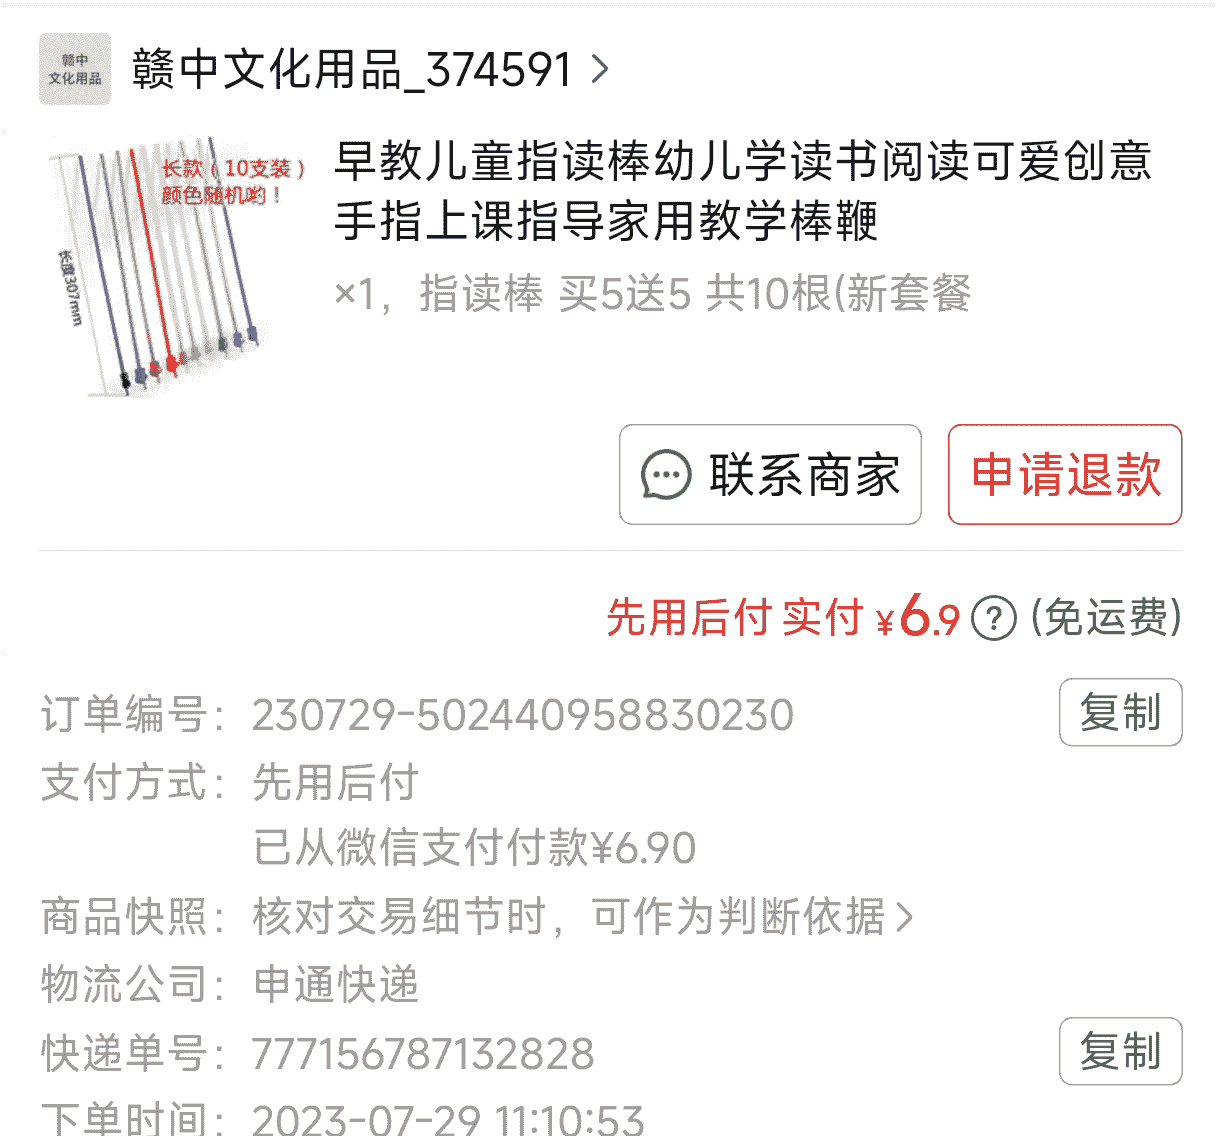 赣中
文化用品
赣中文化用品_374591
长款（10支装）
颜色随机哟！
长度307mm
早教儿童指读棒幼儿学读书阅读可爱创意
手指上课指导家用教学棒鞭
×1，指读棒 买5送5 共10根(新套餐
联系商家
申请退款
先用后付 实付 ¥6.9 ? (免运费)
订单编号：230729-502440958830230 复制
支付方式：先用后付
已从微信支付付款¥6.90
商品快照：核对交易细节时，可作为判断依据>
物流公司：申通快递
快递单号：777156787132828 复制
下单时间：2023-07-29 11:10:53